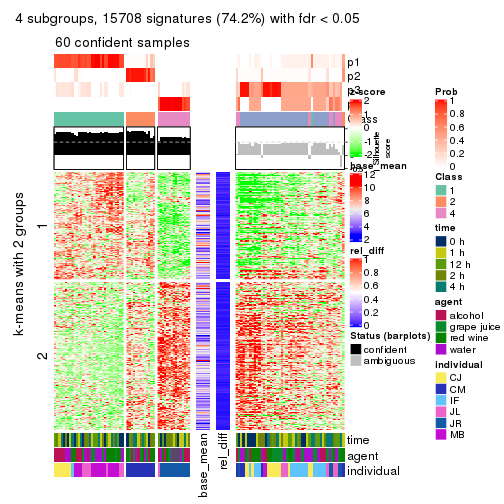 4 subgroups, 15708 signatures (74.2%) with fdr < 0.05
60 confident samples
p1
p2
p3
Class
Silhouette
score
k-means with 2 groups
1
2
base_mean
rel_diff
time
agent
individual
z-score
2
1
0
-1
-2
base_mean
12
10
8
6
4
2
rel_diff
1
0.8
0.6
0.4
0.2
0
Status (barplots)
confident
ambiguous
Prob
1
0.8
0.6
0.4
0.2
0
Class
1
2
4
time
0 h
1 h
12 h
2 h
4 h
agent
alcohol
grape juice
red wine
water
individual
CJ
CM
IF
JL
JR
MB